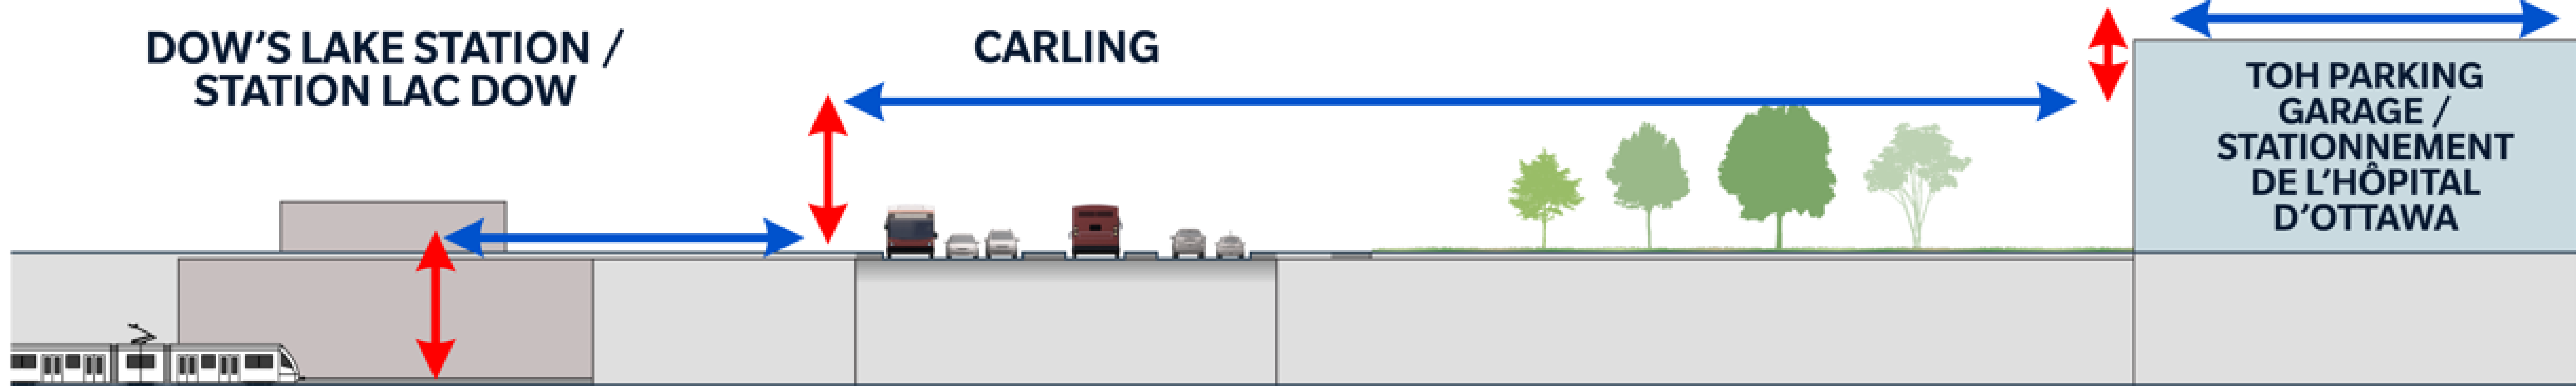 DOW'S LAKE STATION /
STATION LAC DOW
CARLING
TOH PARKING
GARAGE /
STATIONNEMENT
DE L'HÔPITAL
D'OTTAWA